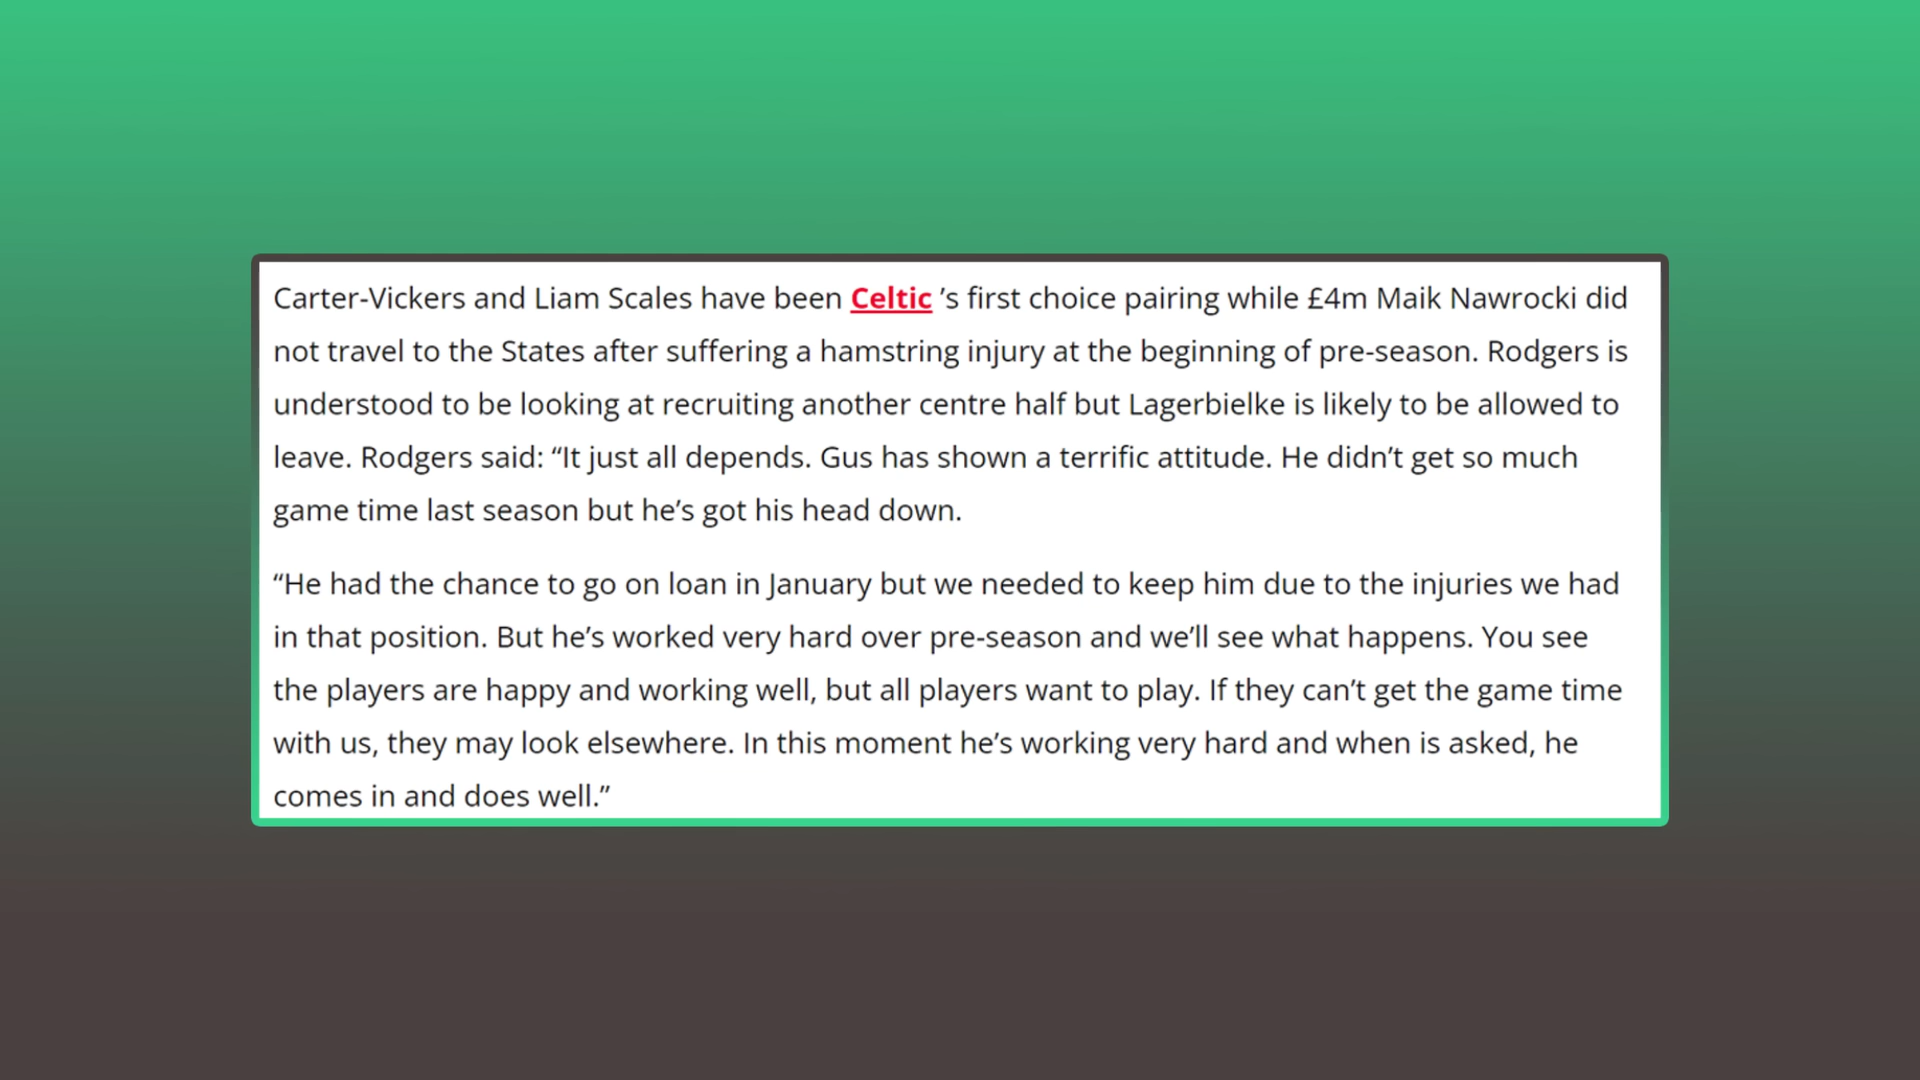 Carter-Vickers and Liam Scales have been Celtic 's first choice pairing while £4m Maik Nawrocki did
not travel to the States after suffering a hamstring injury at the beginning of pre-season. Rodgers is
understood to be looking at recruiting another centre half but Lagerbielke is likely to be allowed to
leave. Rodgers said: “It just all depends. Gus has shown a terrific attitude. He didn’t get so much
game time last season but he’s got his head down.
“He had the chance to go on loan in January but we needed to keep him due to the injuries we had
in that position. But he’s worked very hard over pre-season and we’ll see what happens. You see
the players are happy and working well, but all players want to play. If they can’t get the game time
with us, they may look elsewhere. In this moment he’s working very hard and when is asked, he
comes in and does well.”